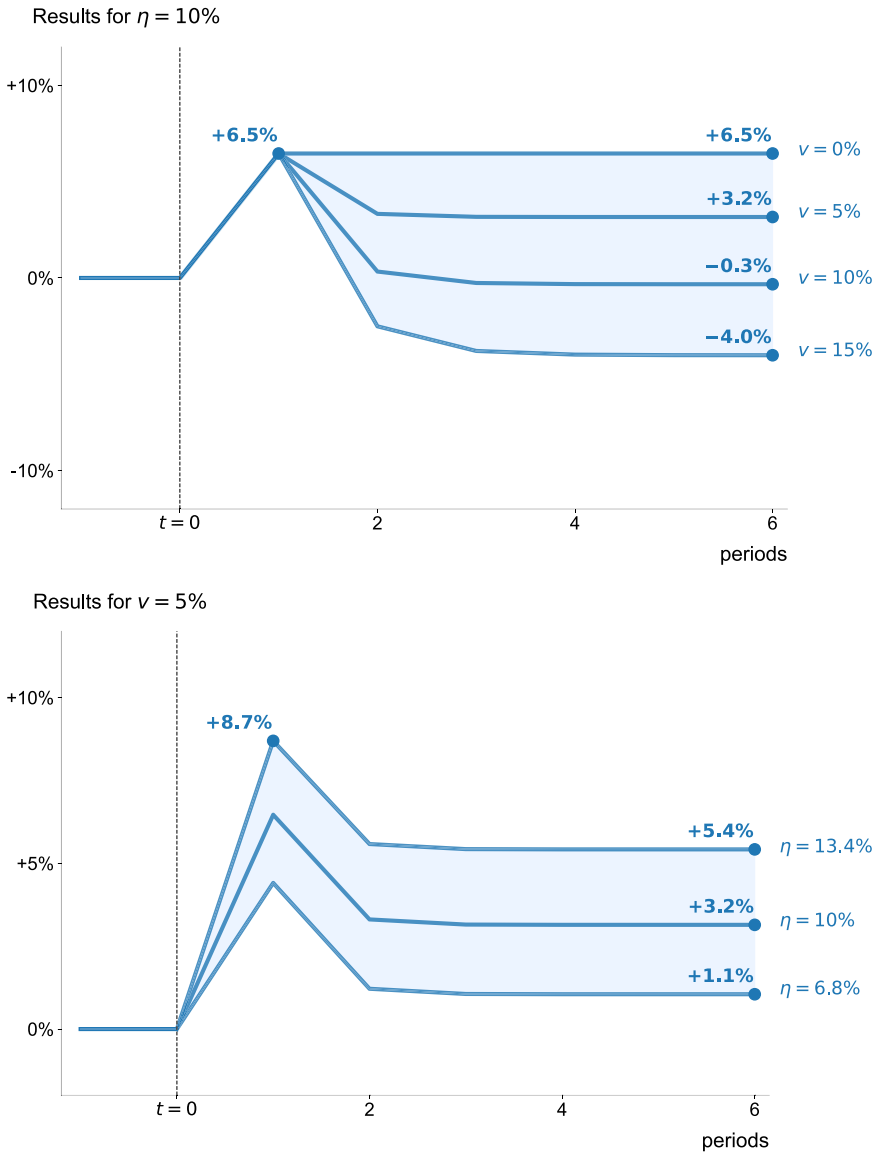 Results for η = 10%
+10%
+6.5%
+6.5%
v = 0%
+3.2%
v = 5%
0%
−0.3%
v = 10%
−4.0%
v = 15%
-10%
t = 0
2
4
6
periods
Results for v = 5%
+10%
+8.7%
+5.4%
η = 13.4%
+5%
+3.2%
η = 10%
+1.1%
η = 6.8%
0%
t = 0
2
4
6
periods